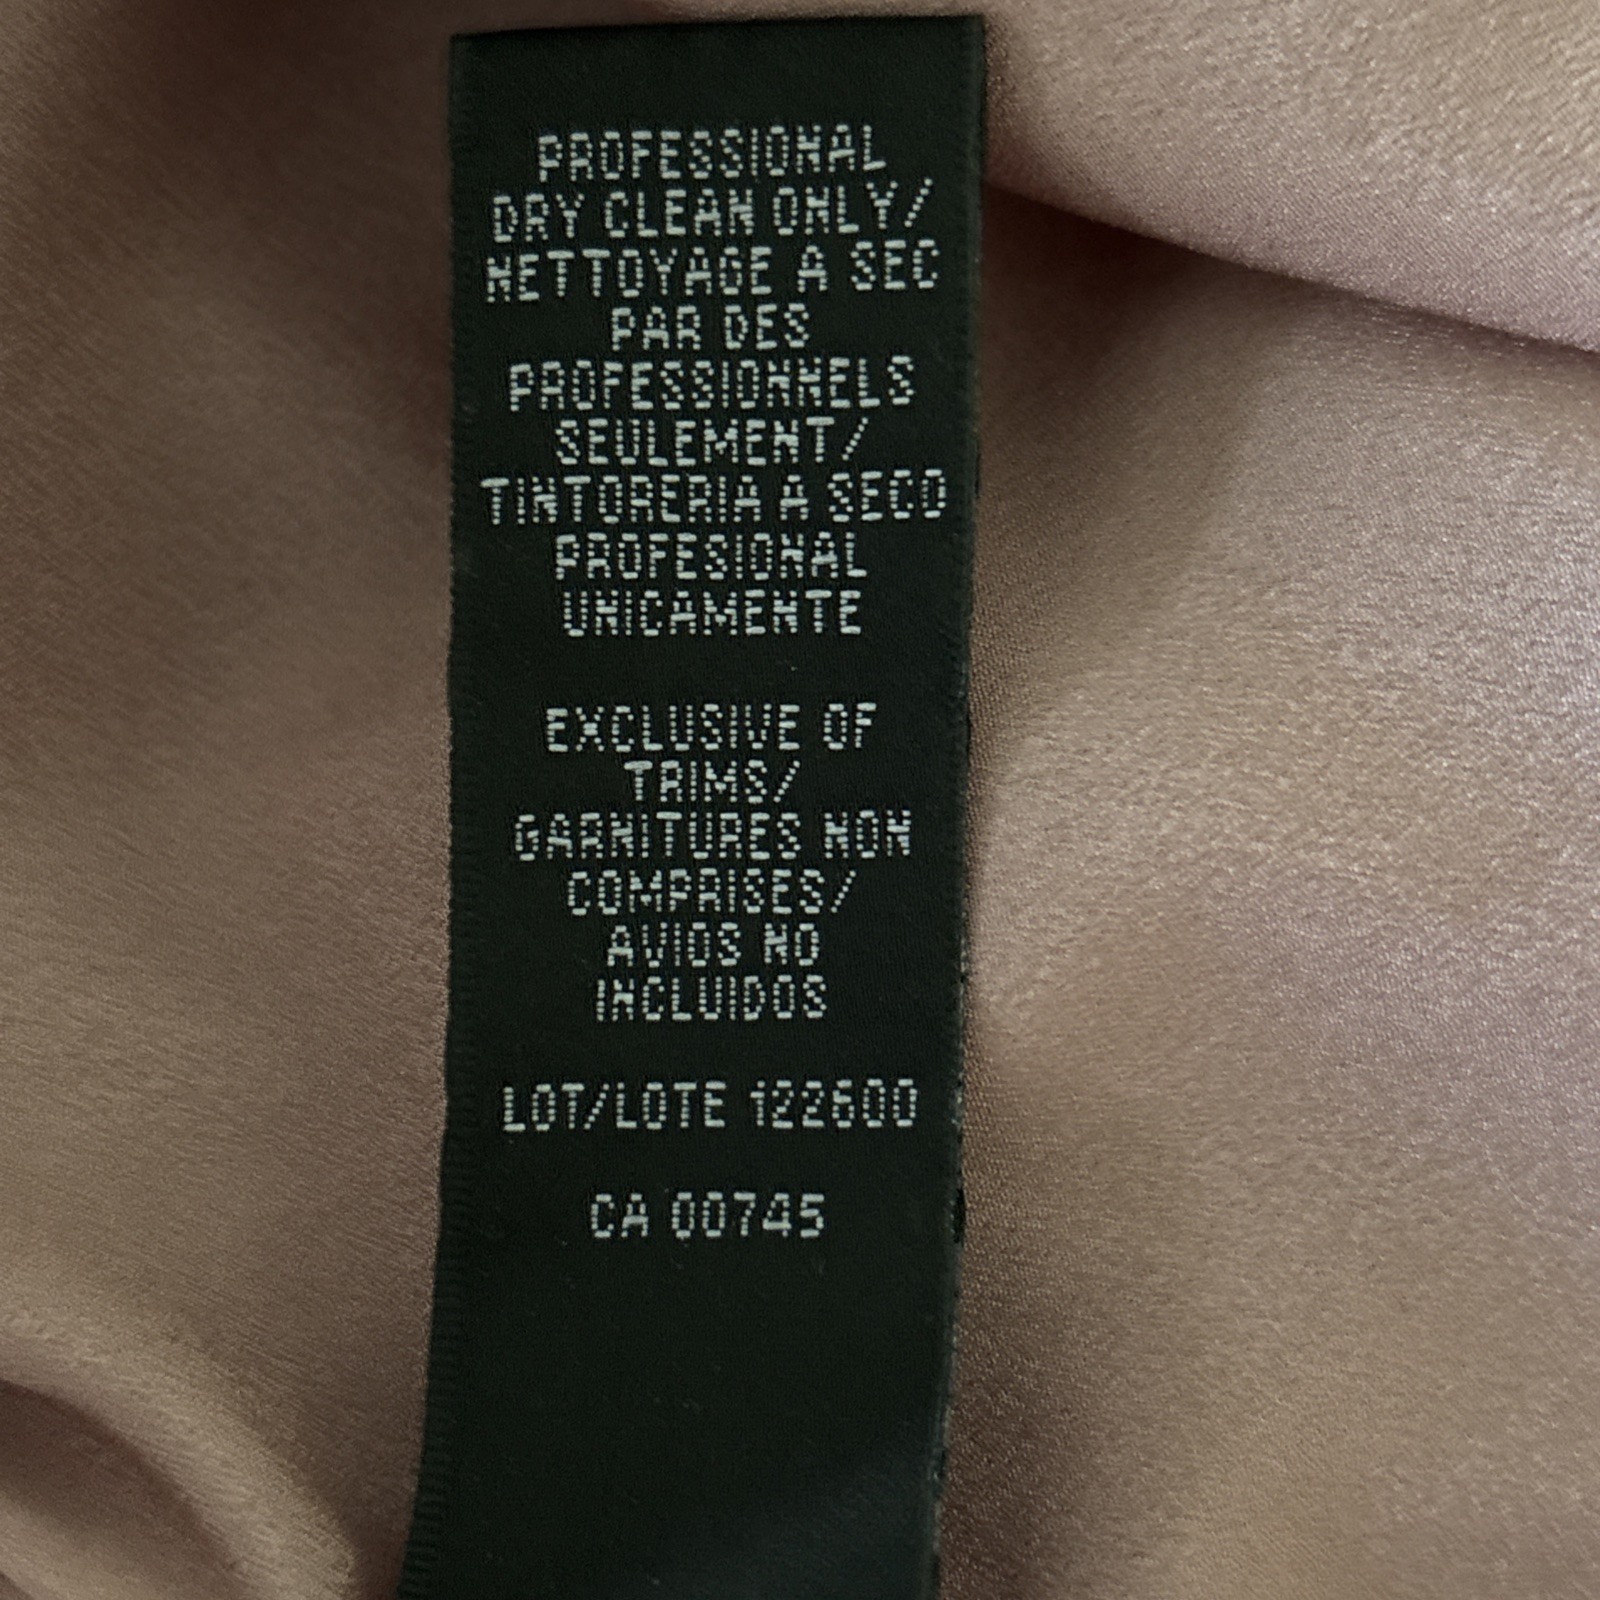 PROFESSIONAL
DRY CLEAN ONLY/
NETTOYAGE A SEC
PAR DES
PROFESSIONNELS
SEULEMENT/
TINTORERIA A SECO
PROFESIONAL
UNICAMENTE
EXCLUSIVE OF
TRIMS/
GARNITURES NON
COMPRISES/
AVIOS NO
INCLUIDOS
LOT/LOTE 122600
CA 00745